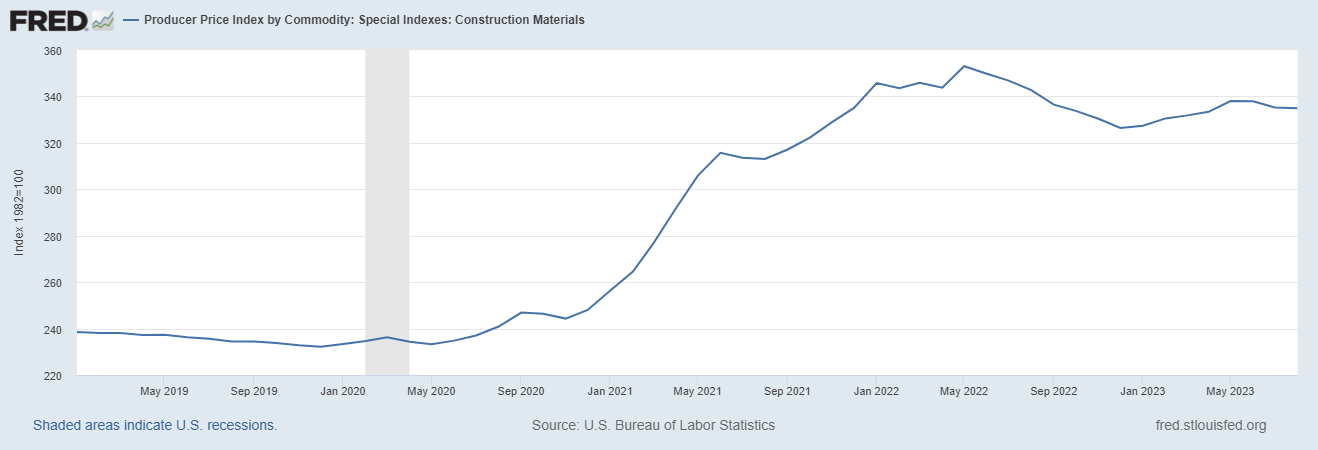 FRED
Producer Price Index by Commodity: Special Indexes: Construction Materials
360
340
320
300
280
260
240
220
Index 1982=100
May 2019 Sep 2019 Jan 2020 May 2020 Sep 2020 Jan 2021 May 2021 Sep 2021 Jan 2022 May 2022 Sep 2022 Jan 2023 May 2023
Shaded areas indicate U.S. recessions. Source: U.S. Bureau of Labor Statistics fred.stlouisfed.org